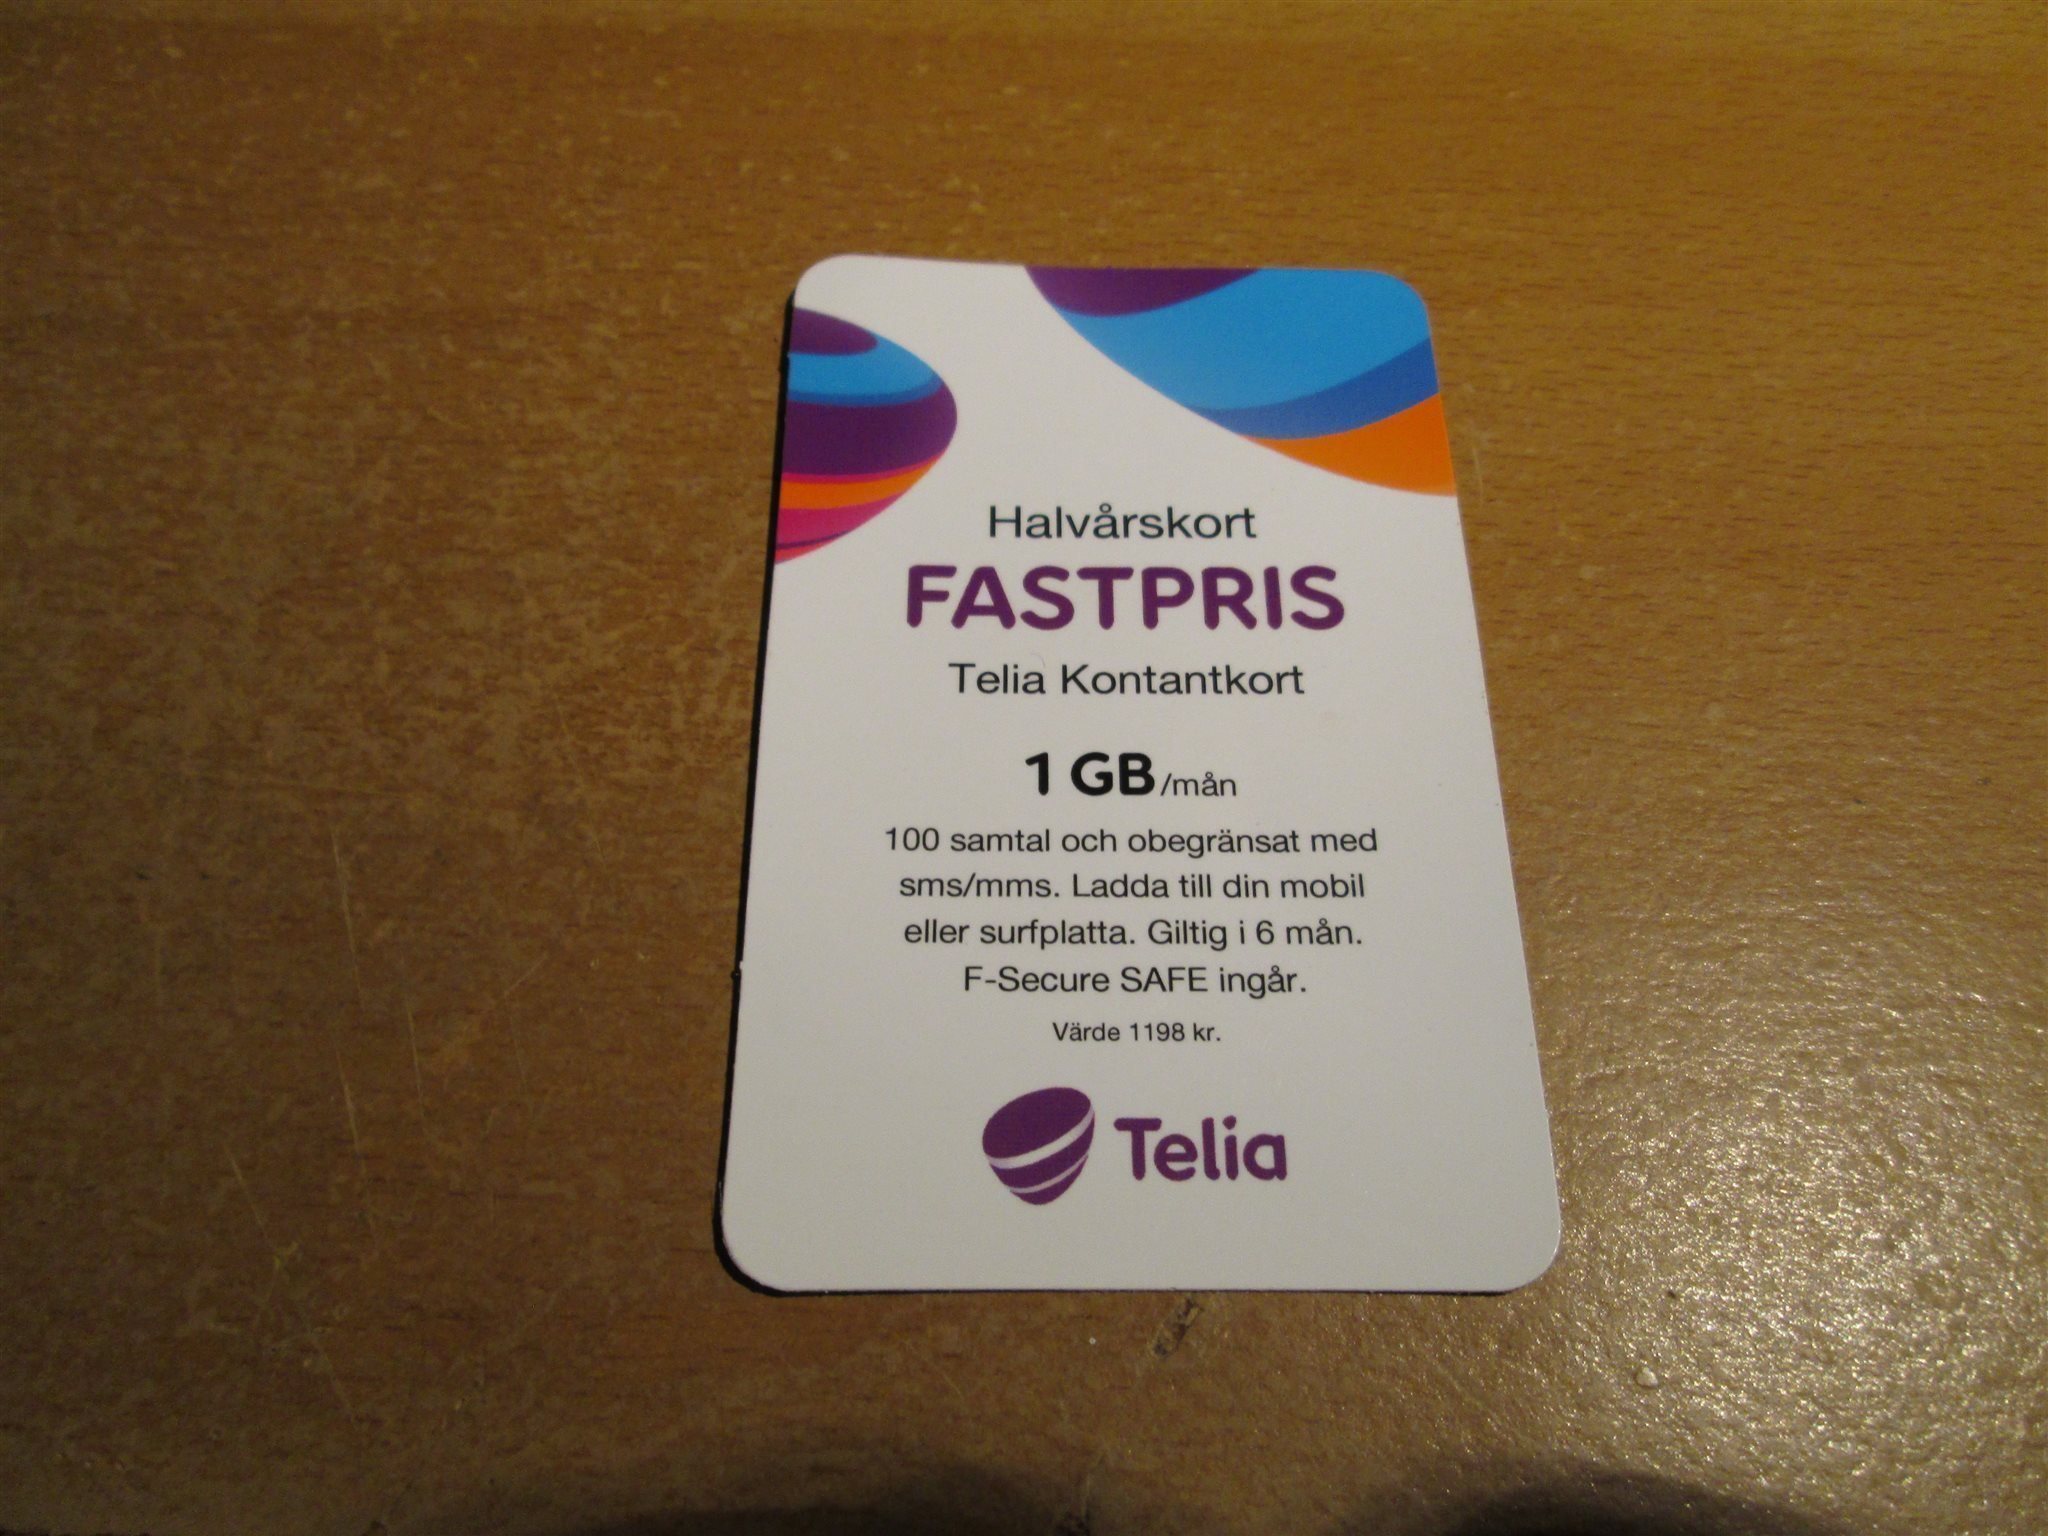 Halvårskort
FASTPRIS
Telia Kontantkort
1 GB/mån
100 samtal och obegränsat med
sms/mms. Ladda till din mobil
eller surfplatta. Giltig i 6 mån.
F-Secure SAFE ingår.
Värde 1198 kr.
Telia